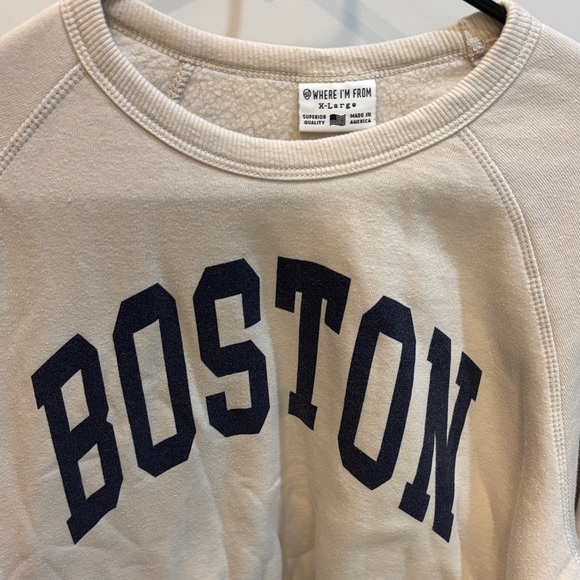 WHERE I'M FROM
X-Large
SUPERIOR QUALITY
MADE IN AMERICA
BOSTON